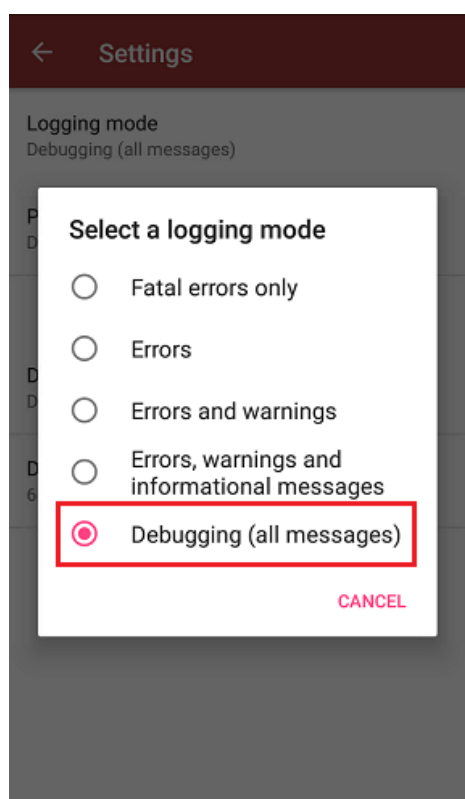 Settings
Logging mode
Debugging (all messages)
Select a logging mode
Fatal errors only
Errors
Errors and warnings
Errors, warnings and
informational messages
Debugging (all messages)
CANCEL